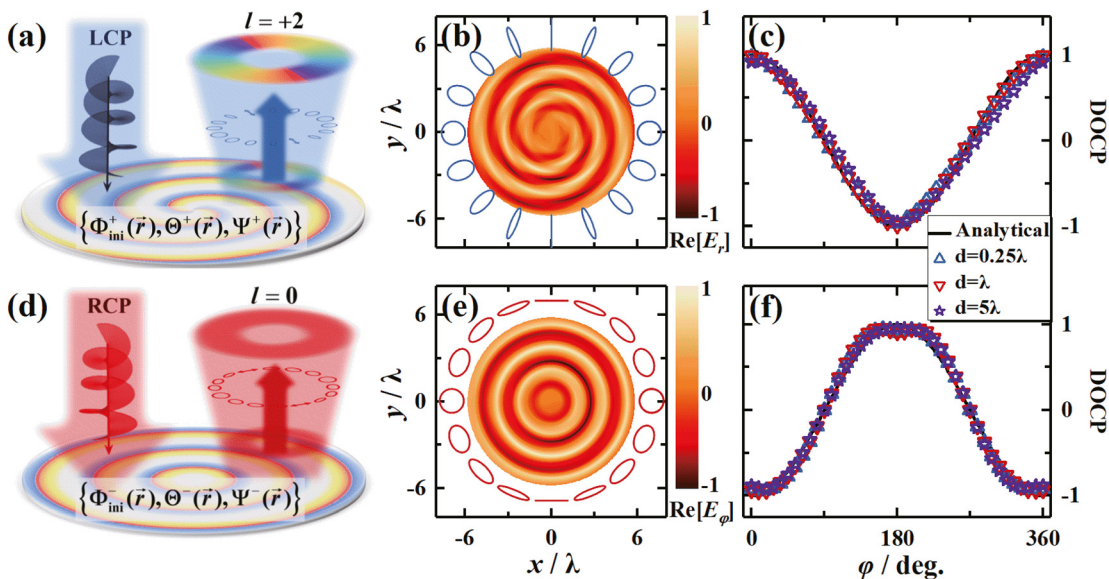 (a)
LCP
l = +2
{Φ⁺ini(r⃗),Θ⁺(r⃗),Ψ⁺(r⃗)}
(b)
6
0
-6
y / λ
1
0
-1
Re[E_r]
(c)
1
0
-1
DOCP
Analytical
d=0.25λ
d=λ
d=5λ
(d)
RCP
l = 0
{Φ⁻ini(r⃗),Θ⁻(r⃗),Ψ⁻(r⃗)}
(e)
6
0
-6
y / λ
-6 0 6
x / λ
1
0
-1
Re[E_φ]
(f)
1
0
-1
DOCP
0 180 360
φ / deg.